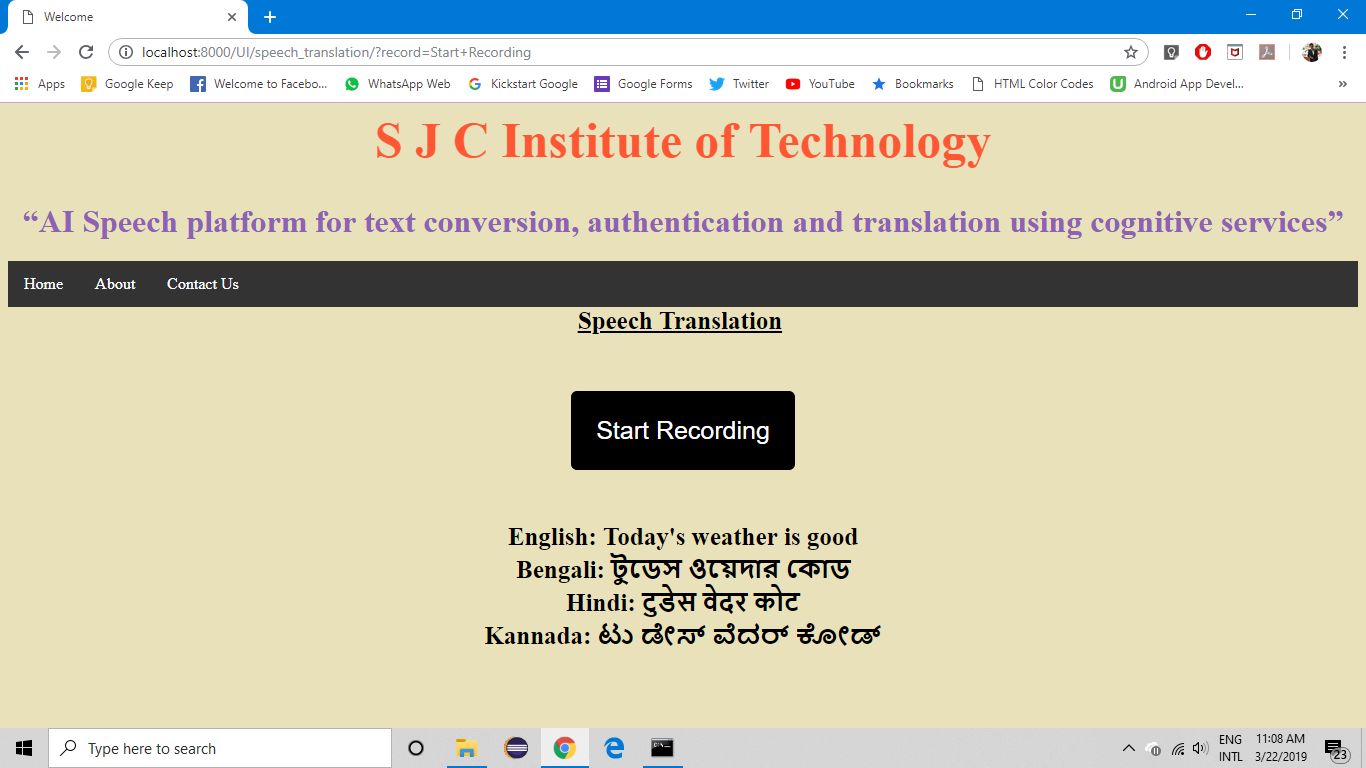 Welcome
localhost:8000/UI/speech_translation/?record=Start+Recording
Apps Google Keep Welcome to Facebo... WhatsApp Web Kickstart Google Google Forms Twitter YouTube Bookmarks HTML Color Codes Android App Devel... »
S J C Institute of Technology
“AI Speech platform for text conversion, authentication and translation using cognitive services”
Home About Contact Us
Speech Translation
Start Recording
English: Today's weather is good
Bengali: টুডেস ওয়েদার কোড
Hindi: टुडेस वेदर कोट
Kannada: ಟು ಡೇಸ್ ವೆದರ್ ಕೋಡ್
Type here to search
ENG 11:08 AM
INTL 3/22/2019
23